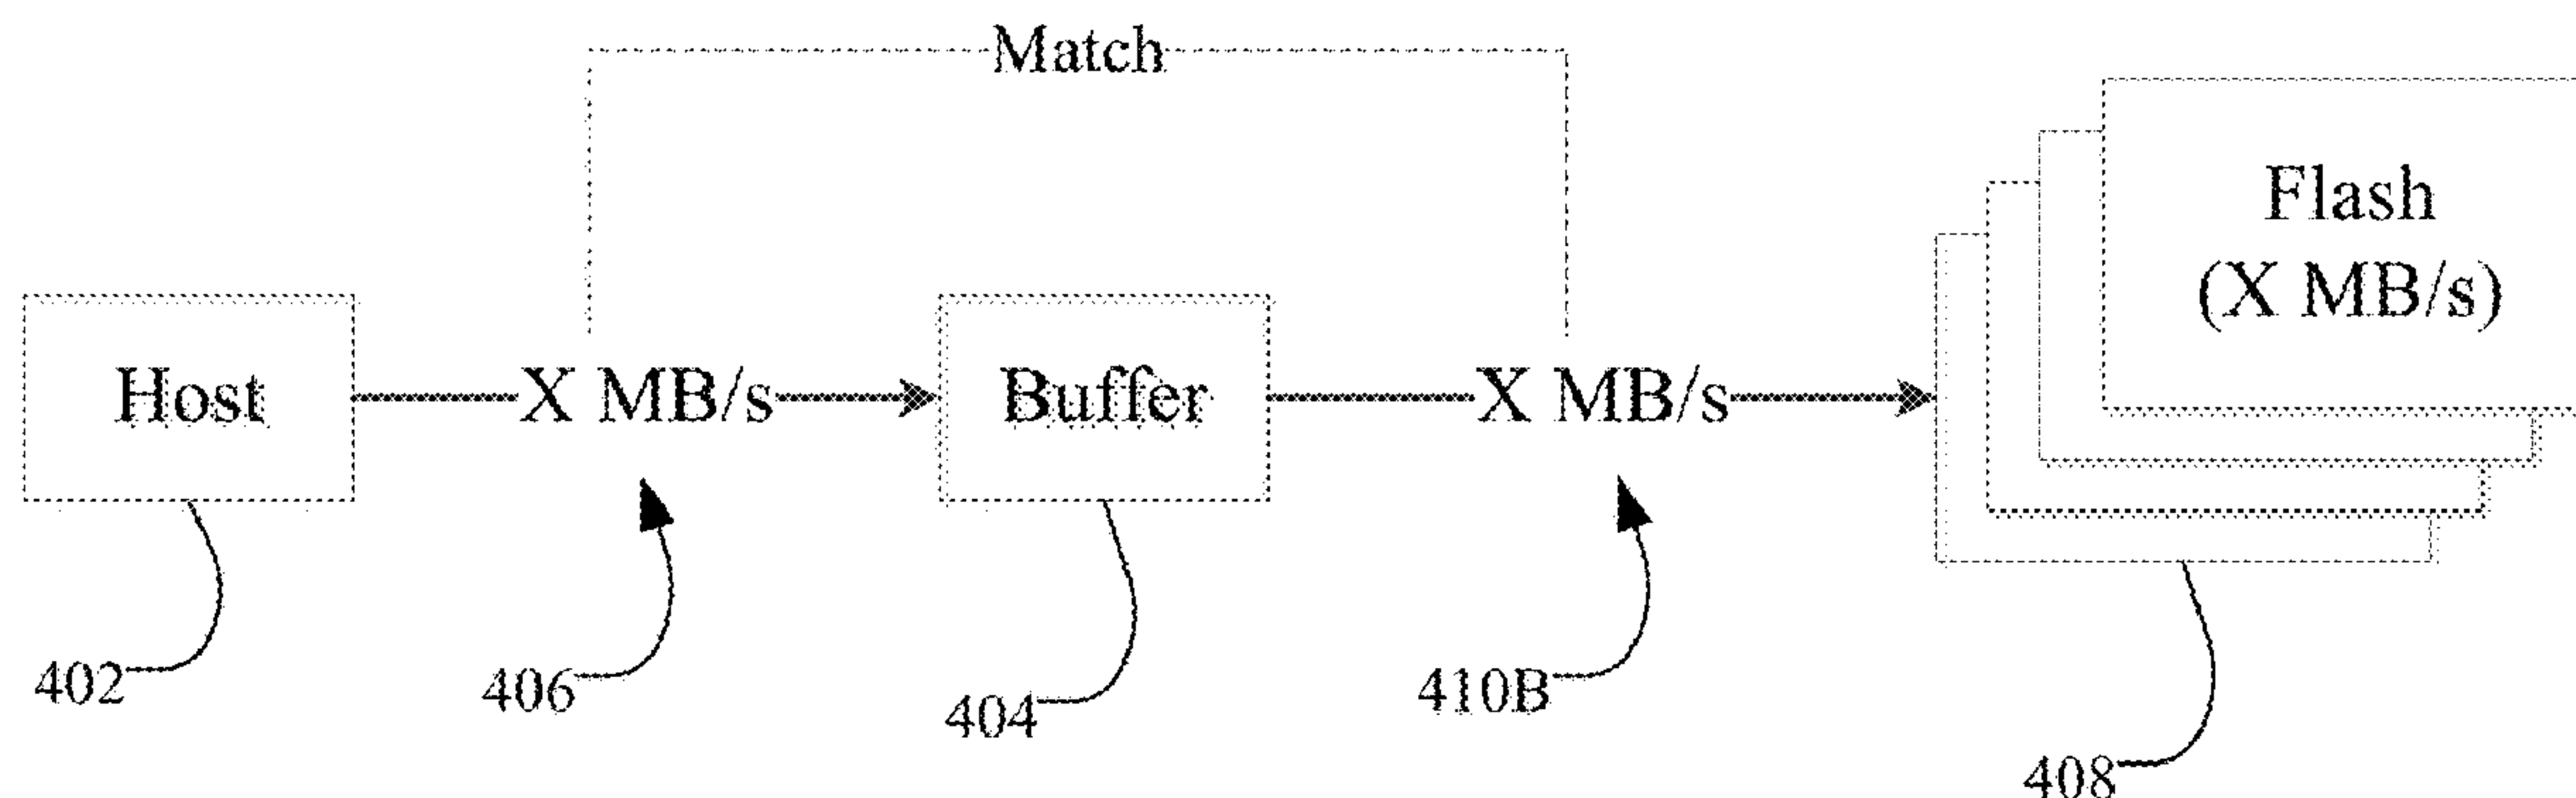 Match
Flash
(X MB/s)
Host
X MB/s
Buffer
X MB/s
402
406
404
410B
408